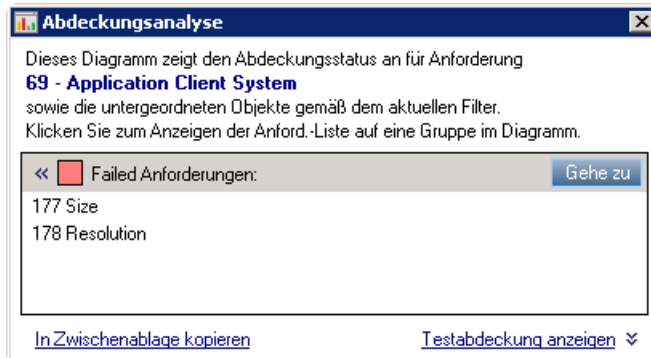 Abdeckungsanalyse
Dieses Diagramm zeigt den Abdeckungsstatus an für Anforderung
69 - Application Client System
sowie die untergeordneten Objekte gemäß dem aktuellen Filter.
Klicken Sie zum Anzeigen der Anford.-Liste auf eine Gruppe im Diagramm.
Failed Anforderungen: Gehe zu
177 Size
178 Resolution
In Zwischenablage kopieren Testabdeckung anzeigen